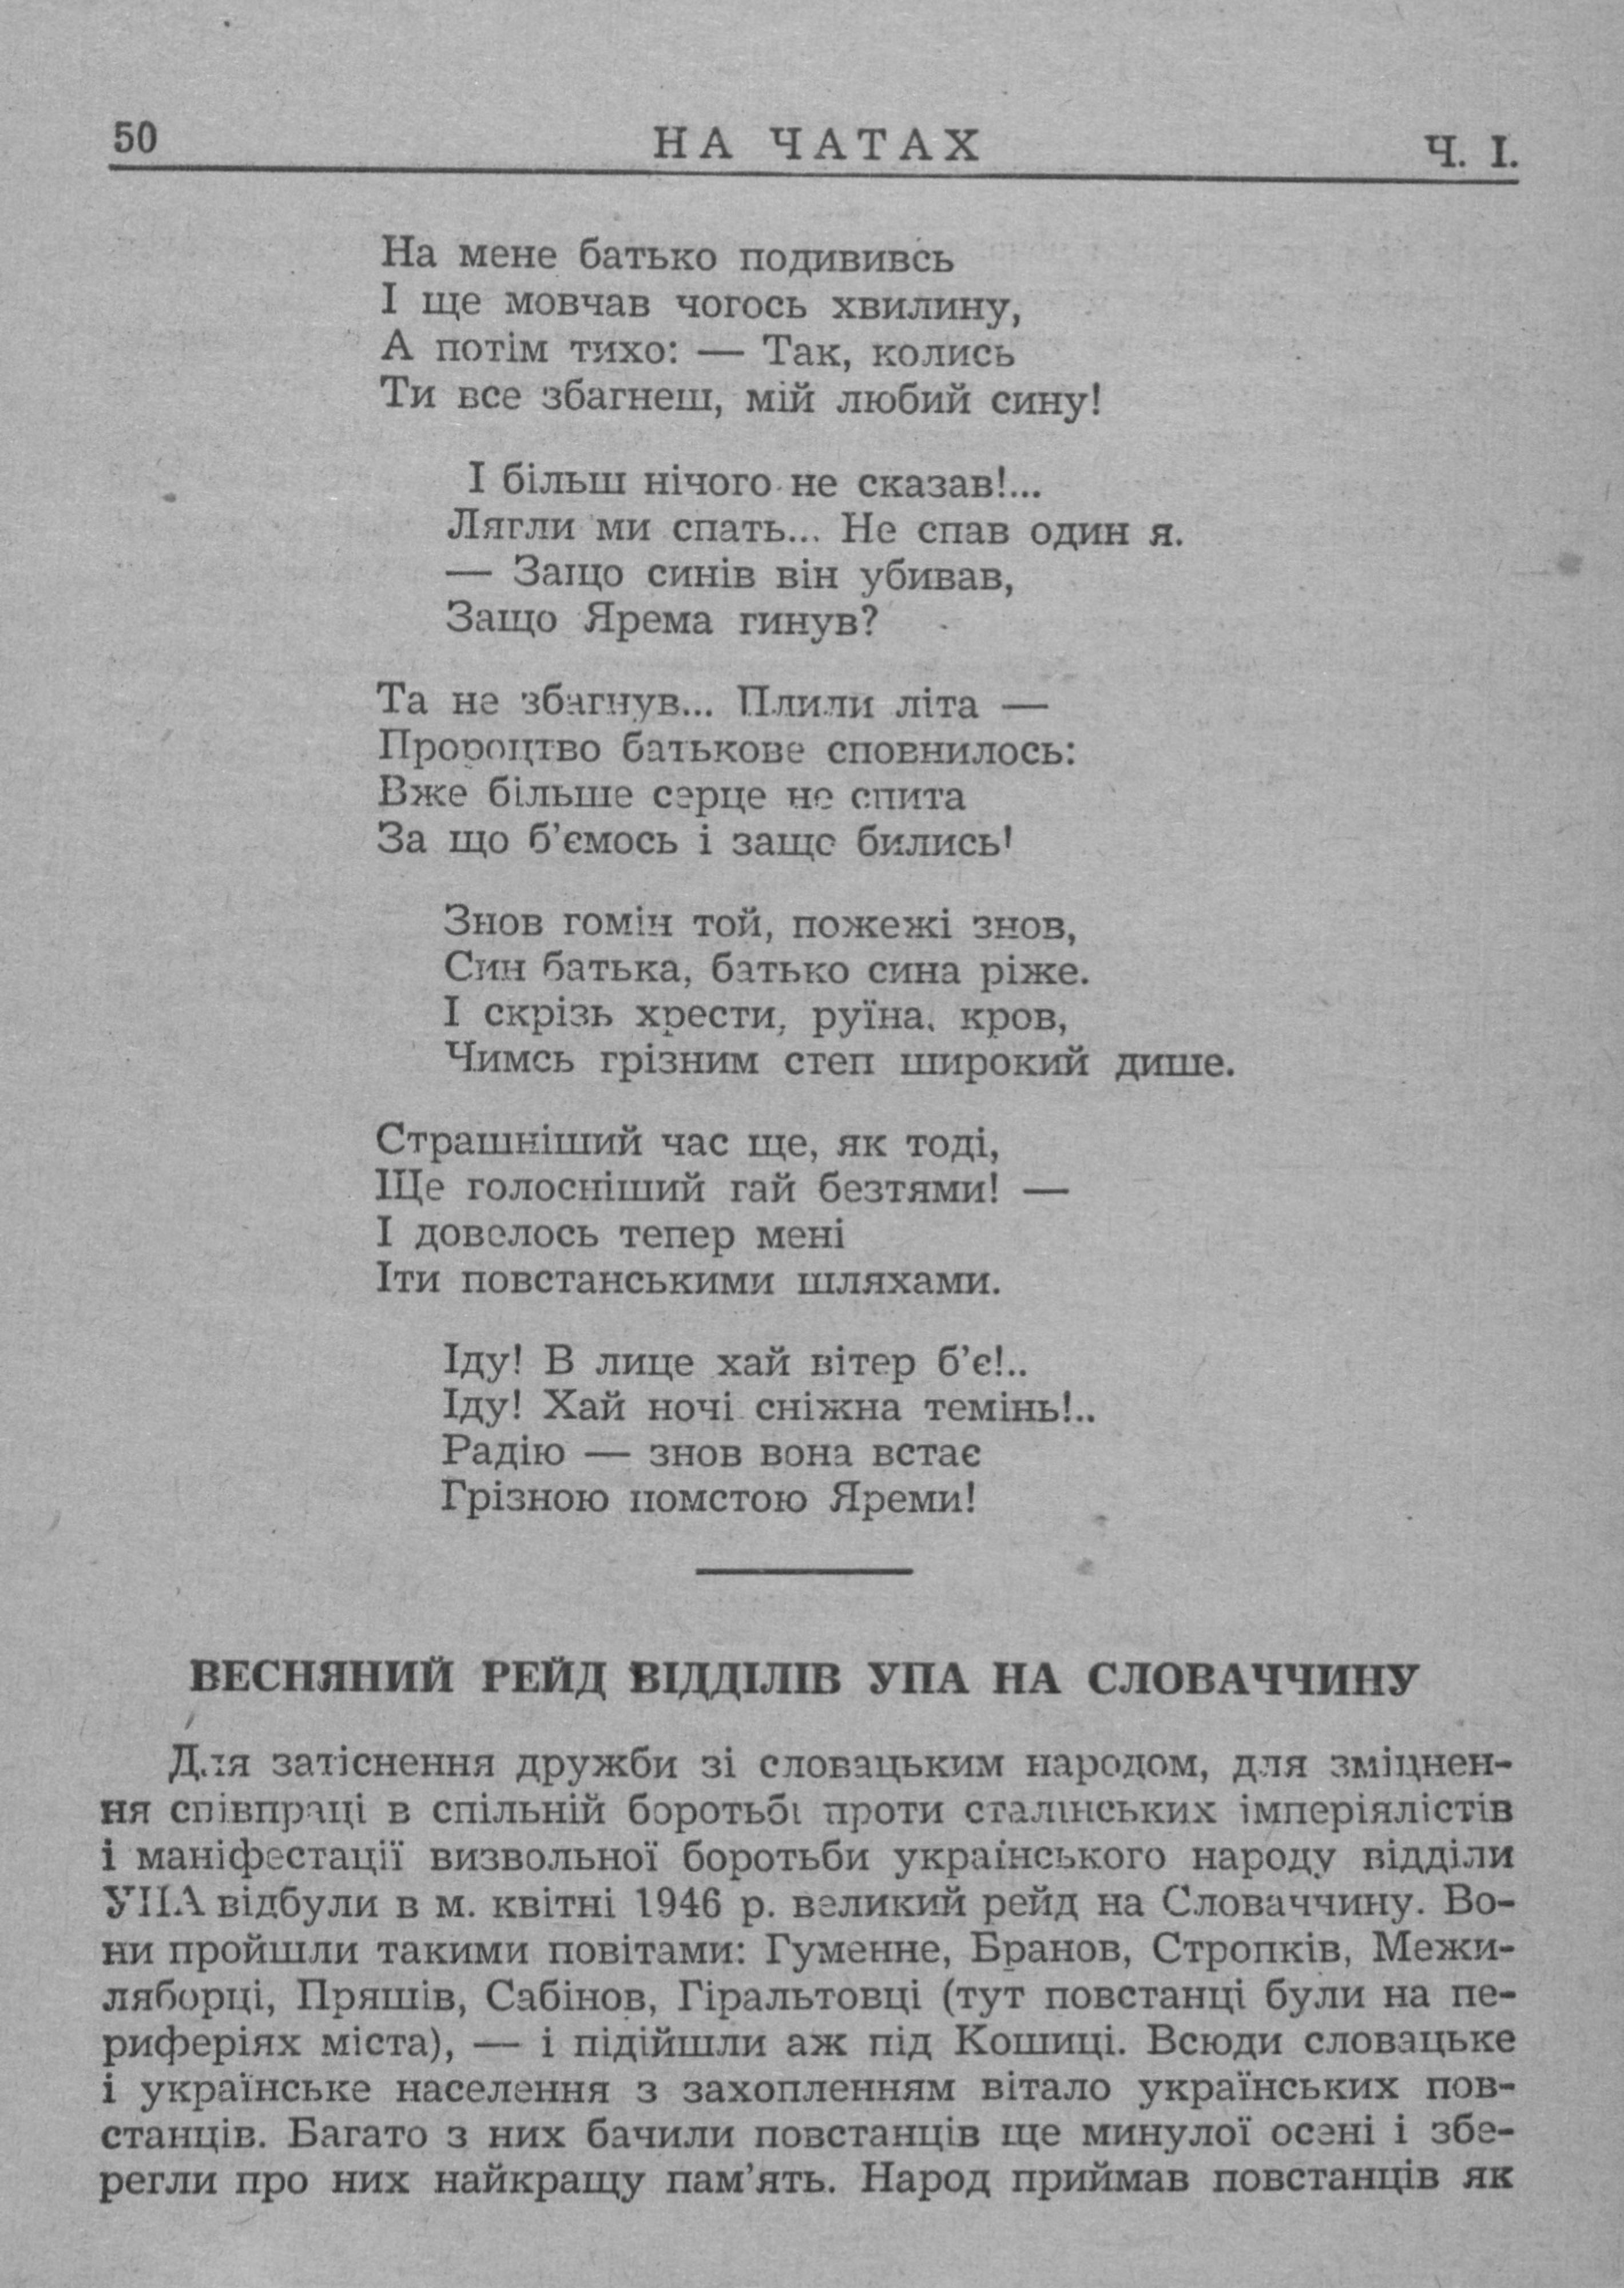 50 НА ЧАТАХ Ч. І.
На мене батько подививсь
І ще мовчав чогось хвилину,
А потім тихо: — Так, колись
Ти все збагнеш, мій любий сину!
І більш нічого не сказав!...
Лягли ми спать... Не спав один я.
— Защо синів він убивав,
Защо Ярема гинув?
Та не збагнув... Плили літа —
Пророцтво батькове сповнилось:
Вже більше серце не спита
За що б’ємось і защо бились!
Знов гомін той, пожежі знов,
Син батька, батько сина ріже.
І скрізь хрести, руїна, кров,
Чимсь грізним степ широкий дише.
Страшніший час ще, як тоді,
Ще голосніший гай безтями! —
І довелось тепер мені
Іти повстанськими шляхами.
Іду! В лице хай вітер б’є!..
Іду! Хай ночі сніжна темінь!..
Радію — знов вона встає
Грізною помстою Яреми!
ВЕСНЯНИЙ РЕЙД ВІДДІЛІВ УПА НА СЛОВАЧЧИНУ
Для затіснення дружби зі словацьким народом, для зміцнен-
ня співпраці в спільній боротьбі проти сталінських імперіялістів
і маніфестації визвольної боротьби українського народу відділи
УПА відбули в м. квітні 1946 р. великий рейд на Словаччину. Во-
ни пройшли такими повітами: Гуменне, Бранов, Стропків, Межи-
ляборці, Пряшів, Сабінов, Гіральтовці (тут повстанці були на пе-
риферіях міста), — і підійшли аж під Кошиці. Всюди словацьке
і українське населення з захопленням вітало українських пов-
станців. Багато з них бачили повстанців ще минулої осені і збе-
регли про них найкращу пам’ять. Народ приймав повстанців як